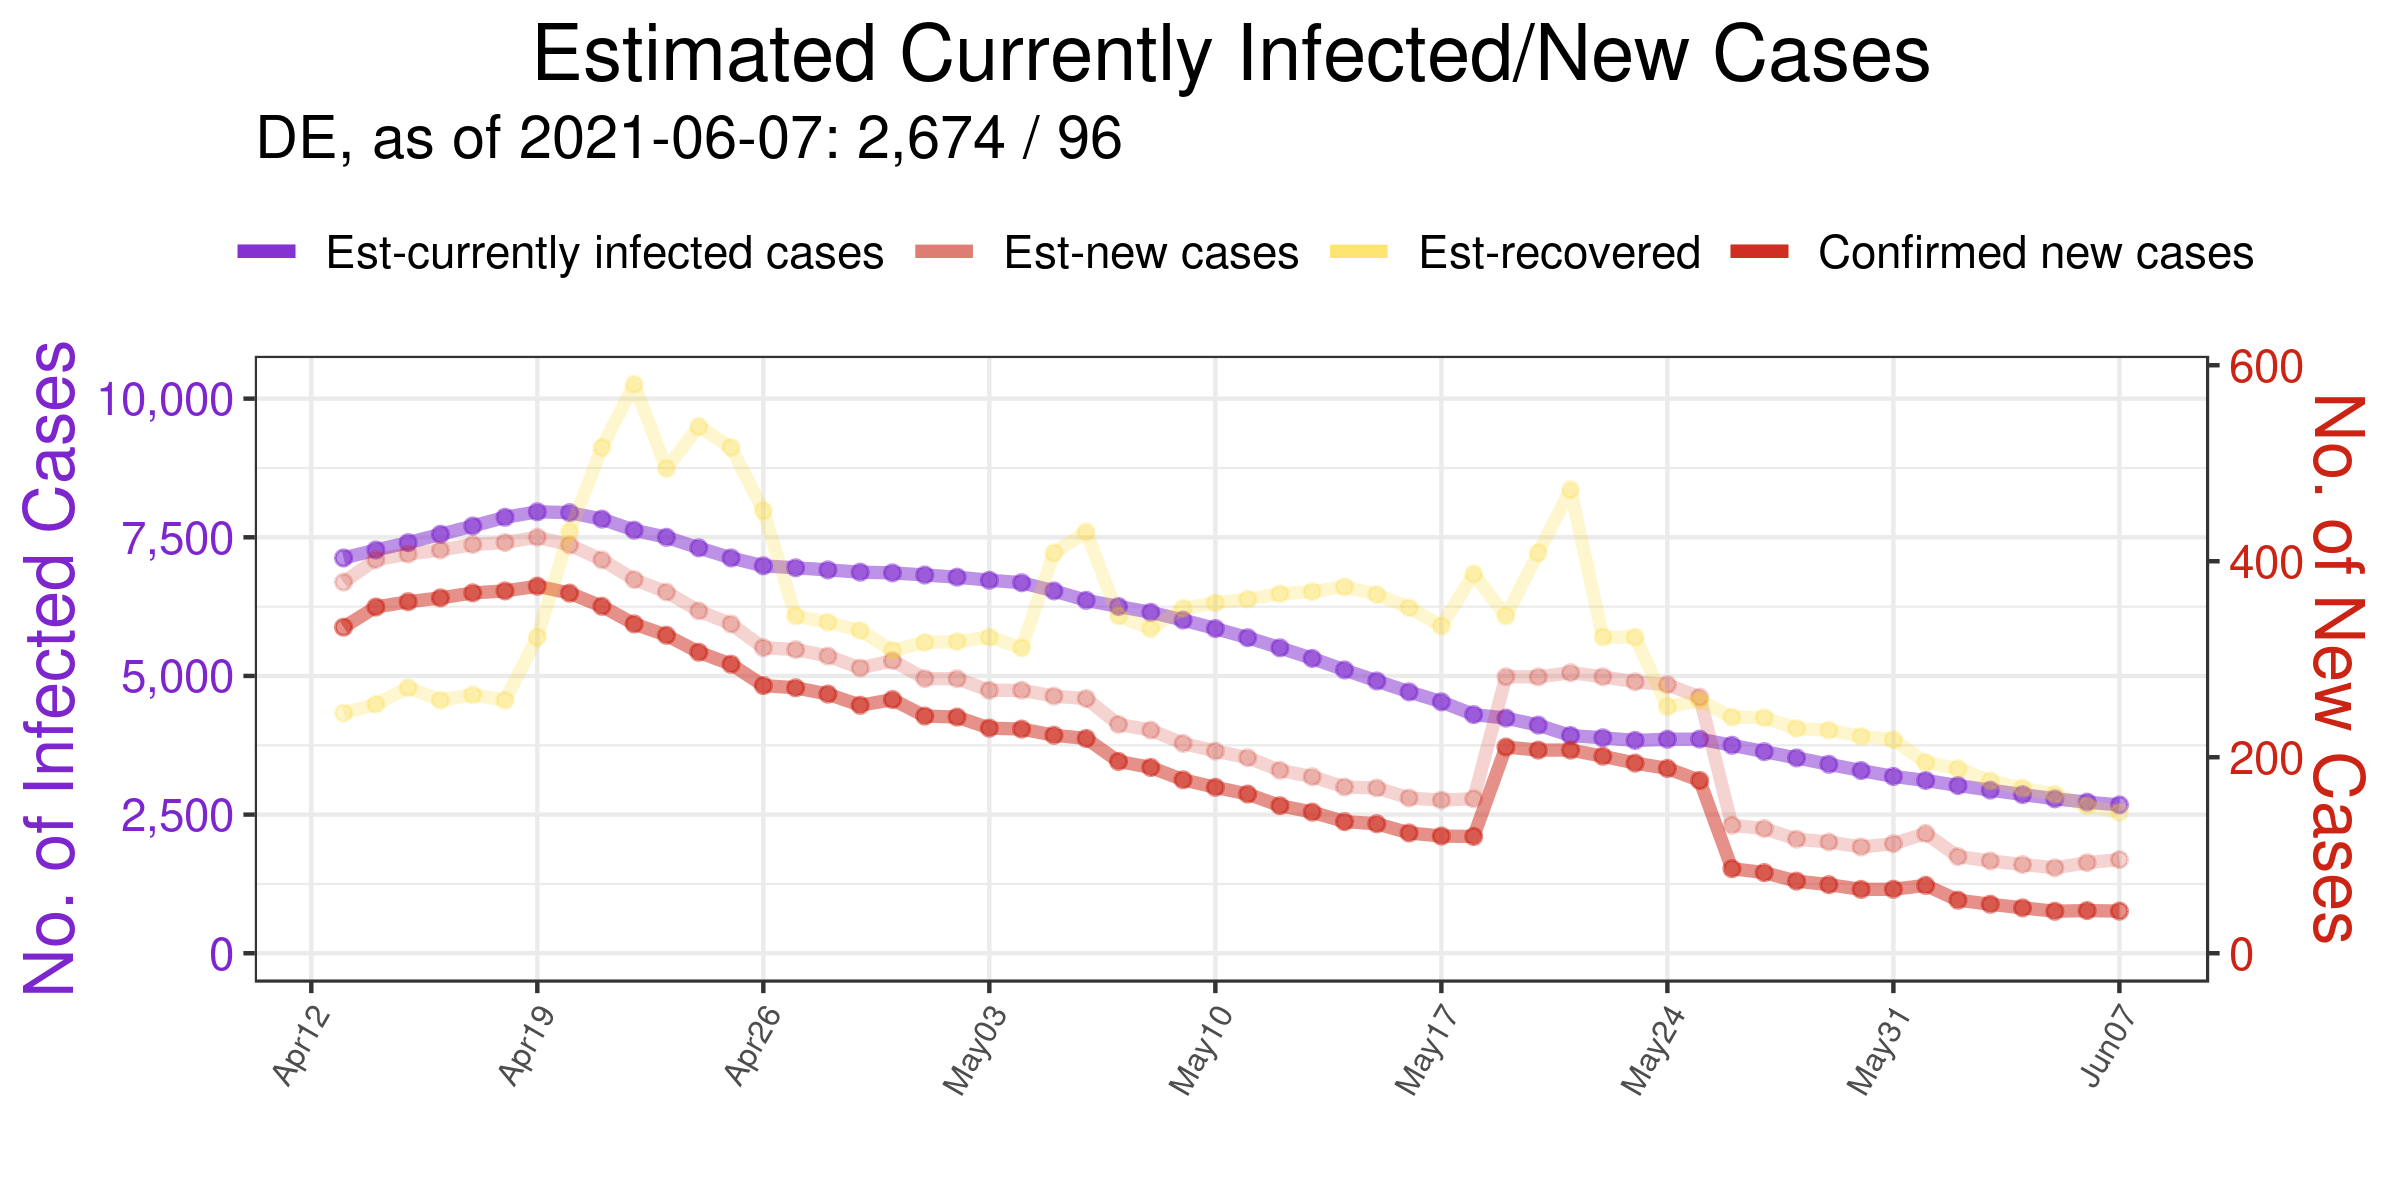 Estimated Currently Infected/New Cases
DE, as of 2021-06-07: 2,674 / 96
Est-currently infected cases Est-new cases Est-recovered Confirmed new cases
No. of Infected Cases
10,000
7,500
5,000
2,500
0
600
400
200
0
No. of New Cases
Apr12 Apr19 Apr26 May03 May10 May17 May24 May31 Jun07